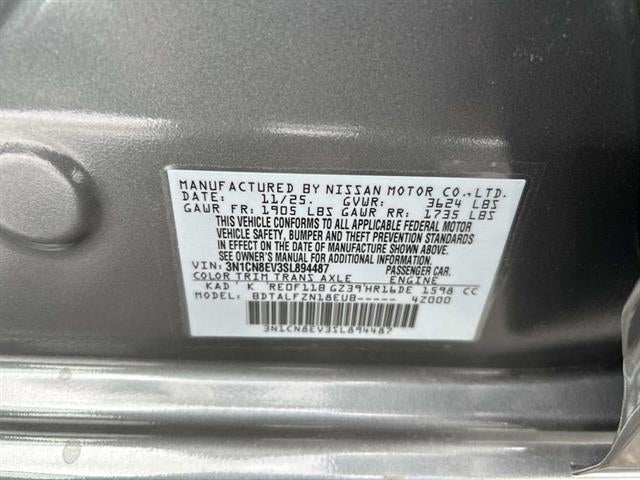 MANUFACTURED BY NISSAN MOTOR CO.,LTD.
DATE: 11/25. GVWR: 3624 LBS
GAWR FR: 1905 LBS GAWR RR: 1735 LBS
THIS VEHICLE CONFORMS TO ALL APPLICABLE FEDERAL MOTOR
VEHICLE SAFETY, BUMPER AND THEFT PREVENTION STANDARDS
IN EFFECT ON THE DATE OF MANUFACTURE SHOWN ABOVE.
SEE OWNER'S MANUAL FOR ADDITIONAL INFORMATION
VIN: 3N1CN8EV3SL894487 PASSENGER CAR.
COLOR TRIM TRANS AXLE ENGINE
KAD K RE0F11B GZ39 HR16DE 1598 CC
MODEL: BDTALFZN18EUB----- 4Z000
3N1CN8EV3SL894487